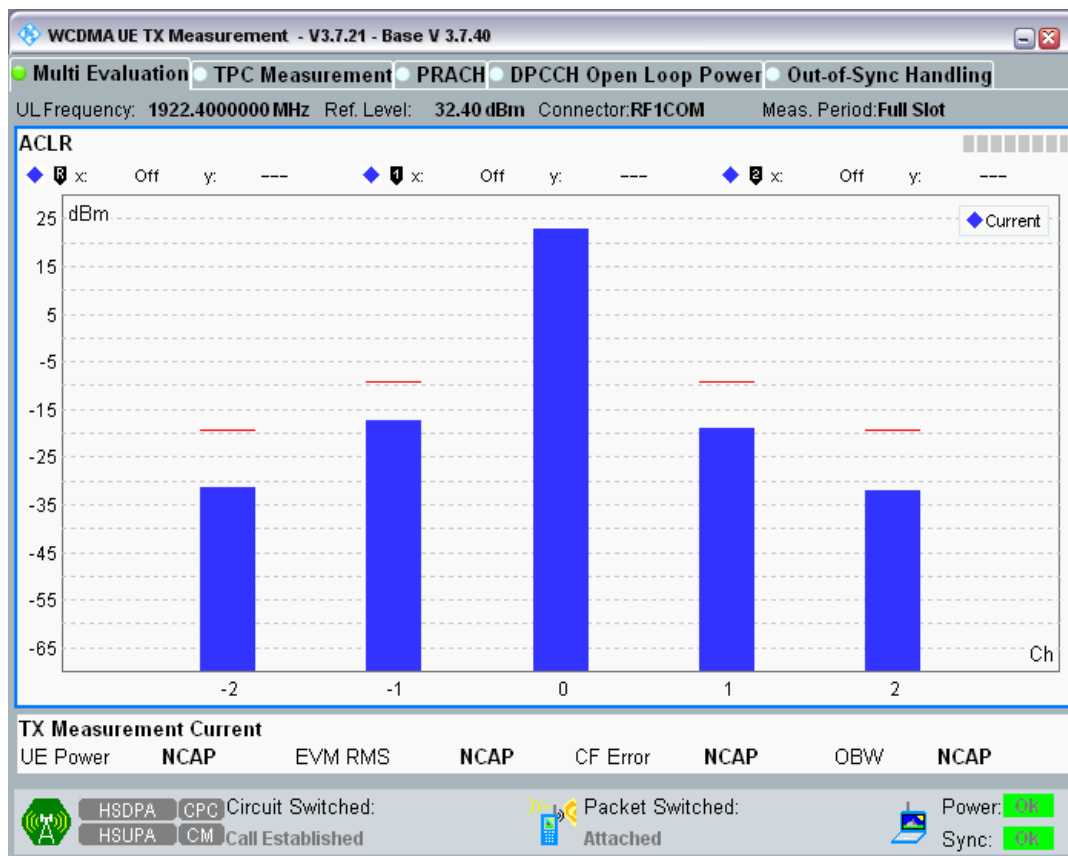 WCDMA UE TX Measurement - V3.7.21 - Base V 3.7.40
Multi Evaluation TPC Measurement PRACH DPCCH Open Loop Power Out-of-Sync Handling
UL Frequency: 1922.4000000 MHz Ref. Level: 32.40 dBm Connector:RF1COM Meas. Period:Full Slot
ACLR
R x: Off y: --- 1 x: Off y: --- 2 x: Off y: ---
dBm
Current
25
15
5
-5
-15
-25
-35
-45
-55
-65
Ch
-2 -1 0 1 2
TX Measurement Current
UE Power NCAP EVM RMS NCAP CF Error NCAP OBW NCAP
HSDPA CPC Circuit Switched: Packet Switched: Power: Ok
HSUPA CM Call Established Attached Sync: Ok